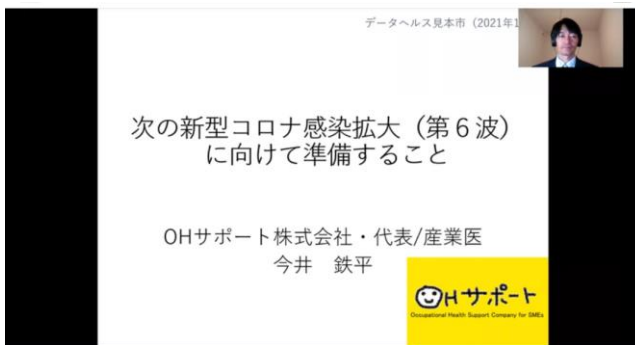 データヘルス見本市（2021年1
次の新型コロナ感染拡大（第６波）
に向けて準備すること
OHサポート株式会社・代表/産業医
今井　鉄平
OHサポート
Occupational Health Support Company for SMEs